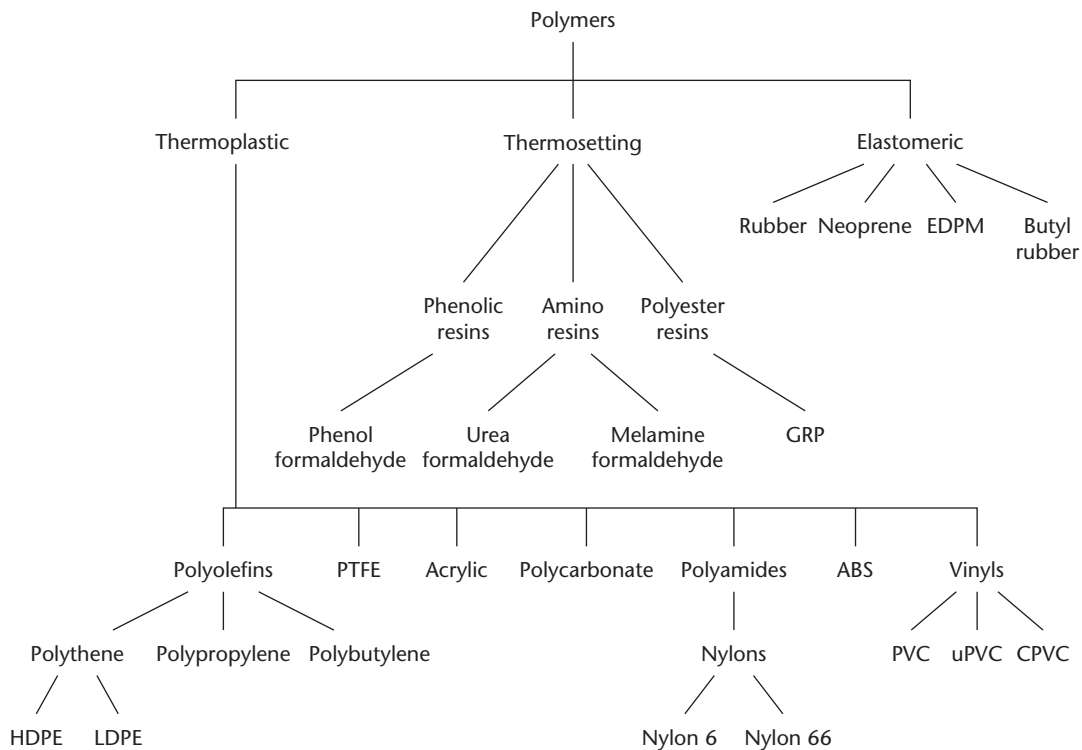 Polymers
Thermoplastic
Thermosetting
Elastomeric
Rubber
Neoprene
EDPM
Butyl
rubber
Phenolic
resins
Amino
resins
Polyester
resins
Phenol
formaldehyde
Urea
formaldehyde
Melamine
formaldehyde
GRP
Polyolefins
PTFE
Acrylic
Polycarbonate
Polyamides
ABS
Vinyls
Polythene
Polypropylene
Polybutylene
Nylons
PVC
uPVC
CPVC
HDPE
LDPE
Nylon 6
Nylon 66